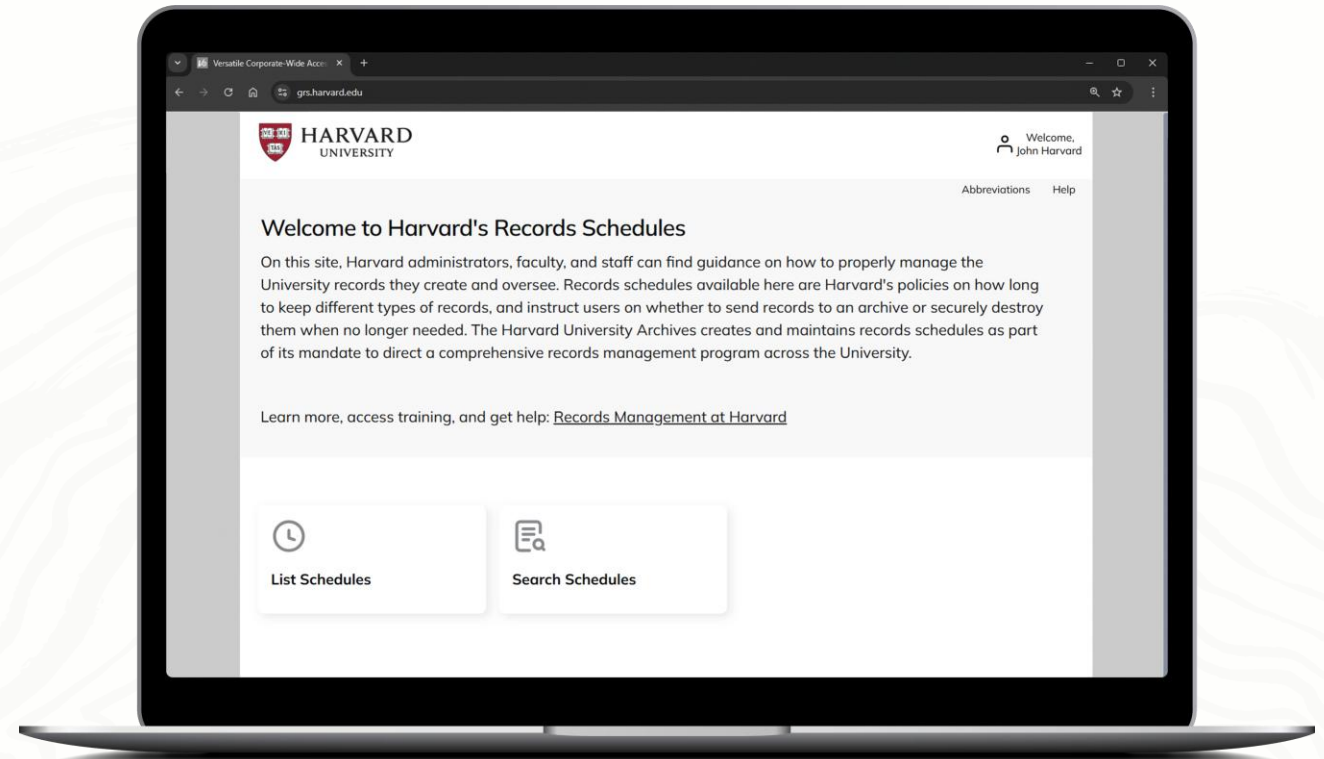 Versatile Corporate-Wide Acce
grs.harvard.edu
HARVARD
UNIVERSITY
Welcome,
John Harvard
Abbreviations Help
Welcome to Harvard's Records Schedules
On this site, Harvard administrators, faculty, and staff can find guidance on how to properly manage the
University records they create and oversee. Records schedules available here are Harvard's policies on how long
to keep different types of records, and instruct users on whether to send records to an archive or securely destroy
them when no longer needed. The Harvard University Archives creates and maintains records schedules as part
of its mandate to direct a comprehensive records management program across the University.
Learn more, access training, and get help: Records Management at Harvard
List Schedules
Search Schedules